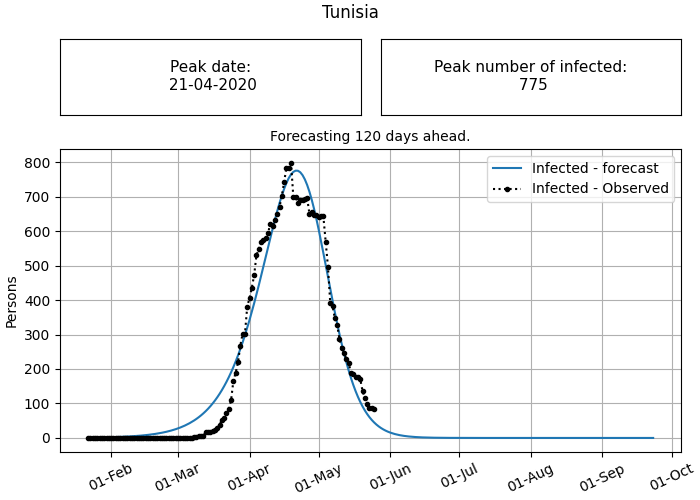 Tunisia
Peak date:
21-04-2020
Peak number of infected:
775
Forecasting 120 days ahead.
Infected - forecast
Infected - Observed
Persons
800
700
600
500
400
300
200
100
0
01-Feb
01-Mar
01-Apr
01-May
01-Jun
01-Jul
01-Aug
01-Sep
01-Oct